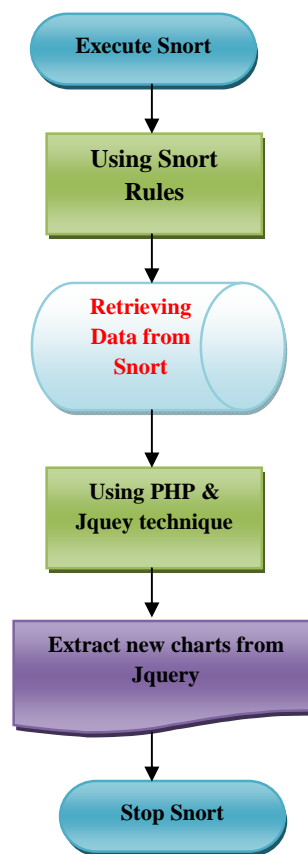 Execute Snort
Using Snort
Rules
Retrieving
Data from
Snort
Using PHP &
Jquey technique
Extract new charts from
Jquery
Stop Snort